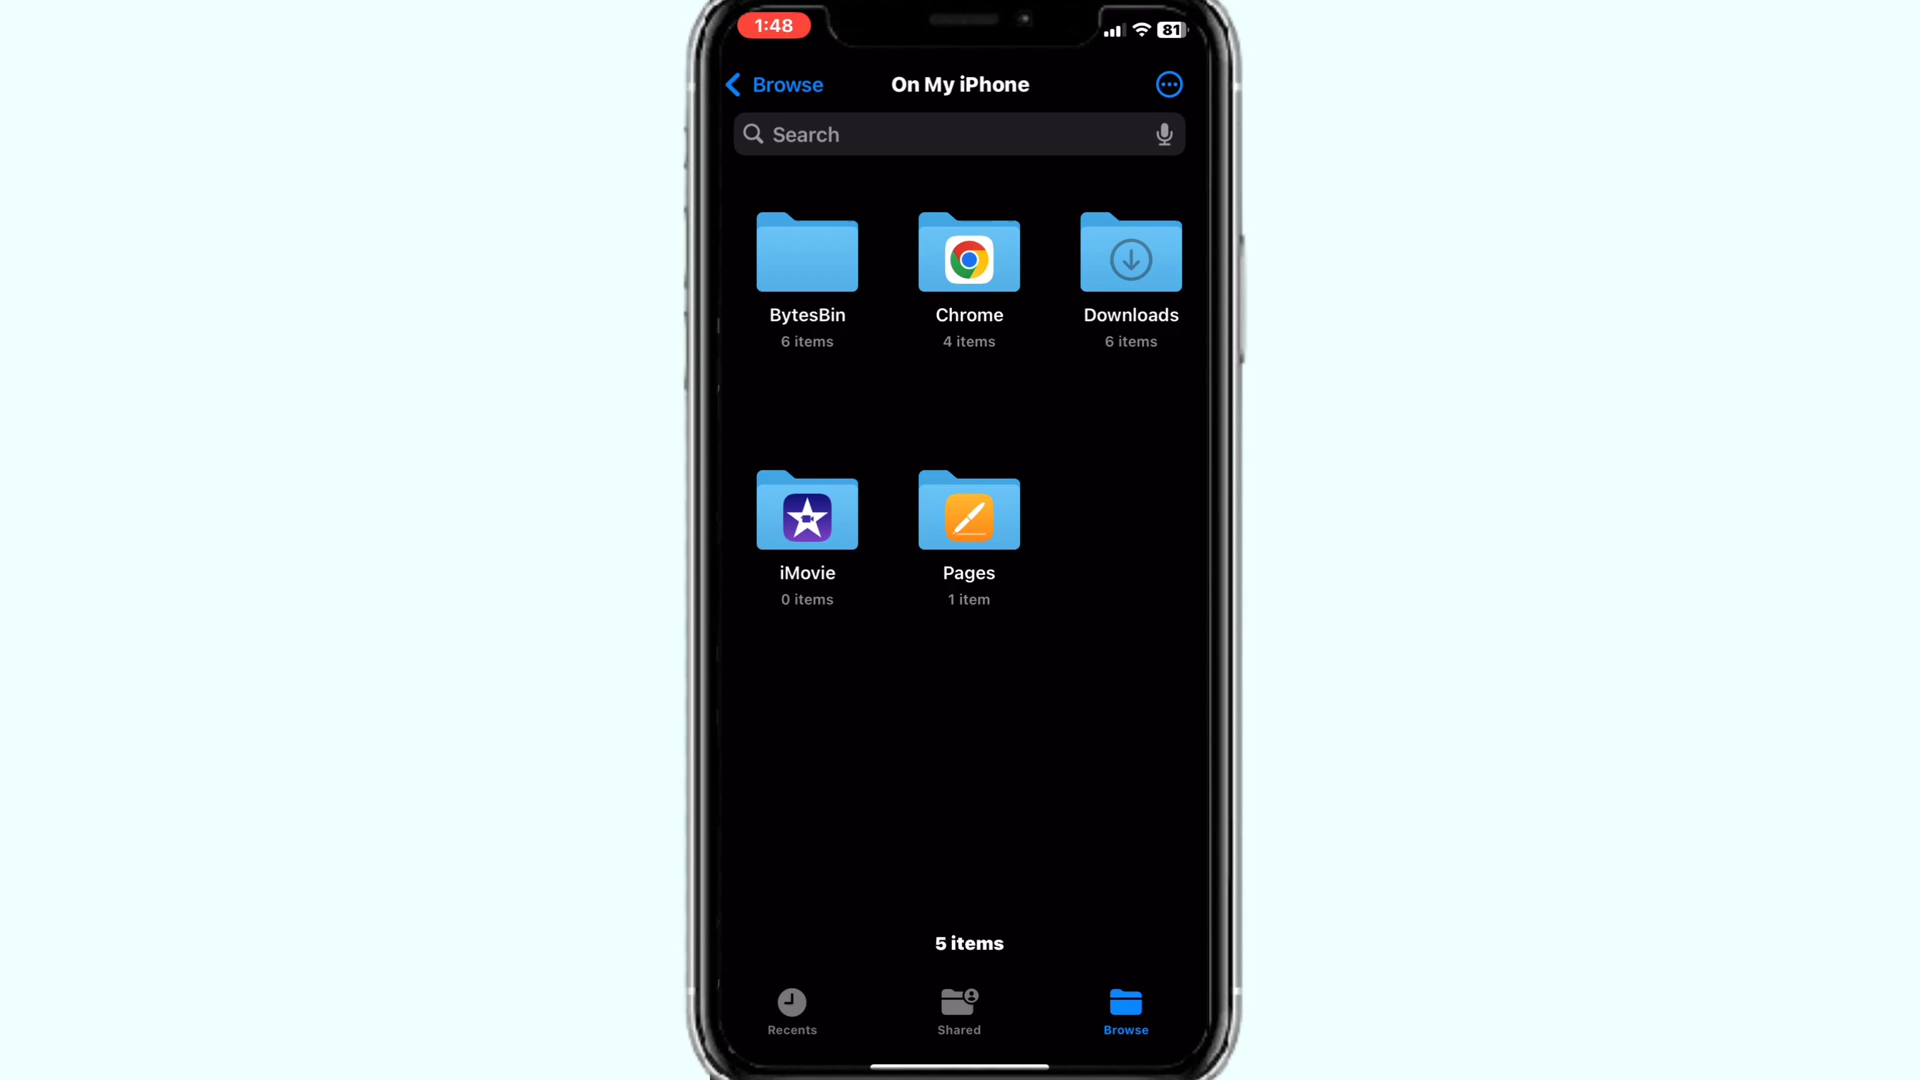 1:48
81
Browse
On My iPhone
Search
BytesBin
Chrome
Downloads
6 items
4 items
6 items
iMovie
Pages
0 items
1 item
5 items
Recents
Shared
Browse